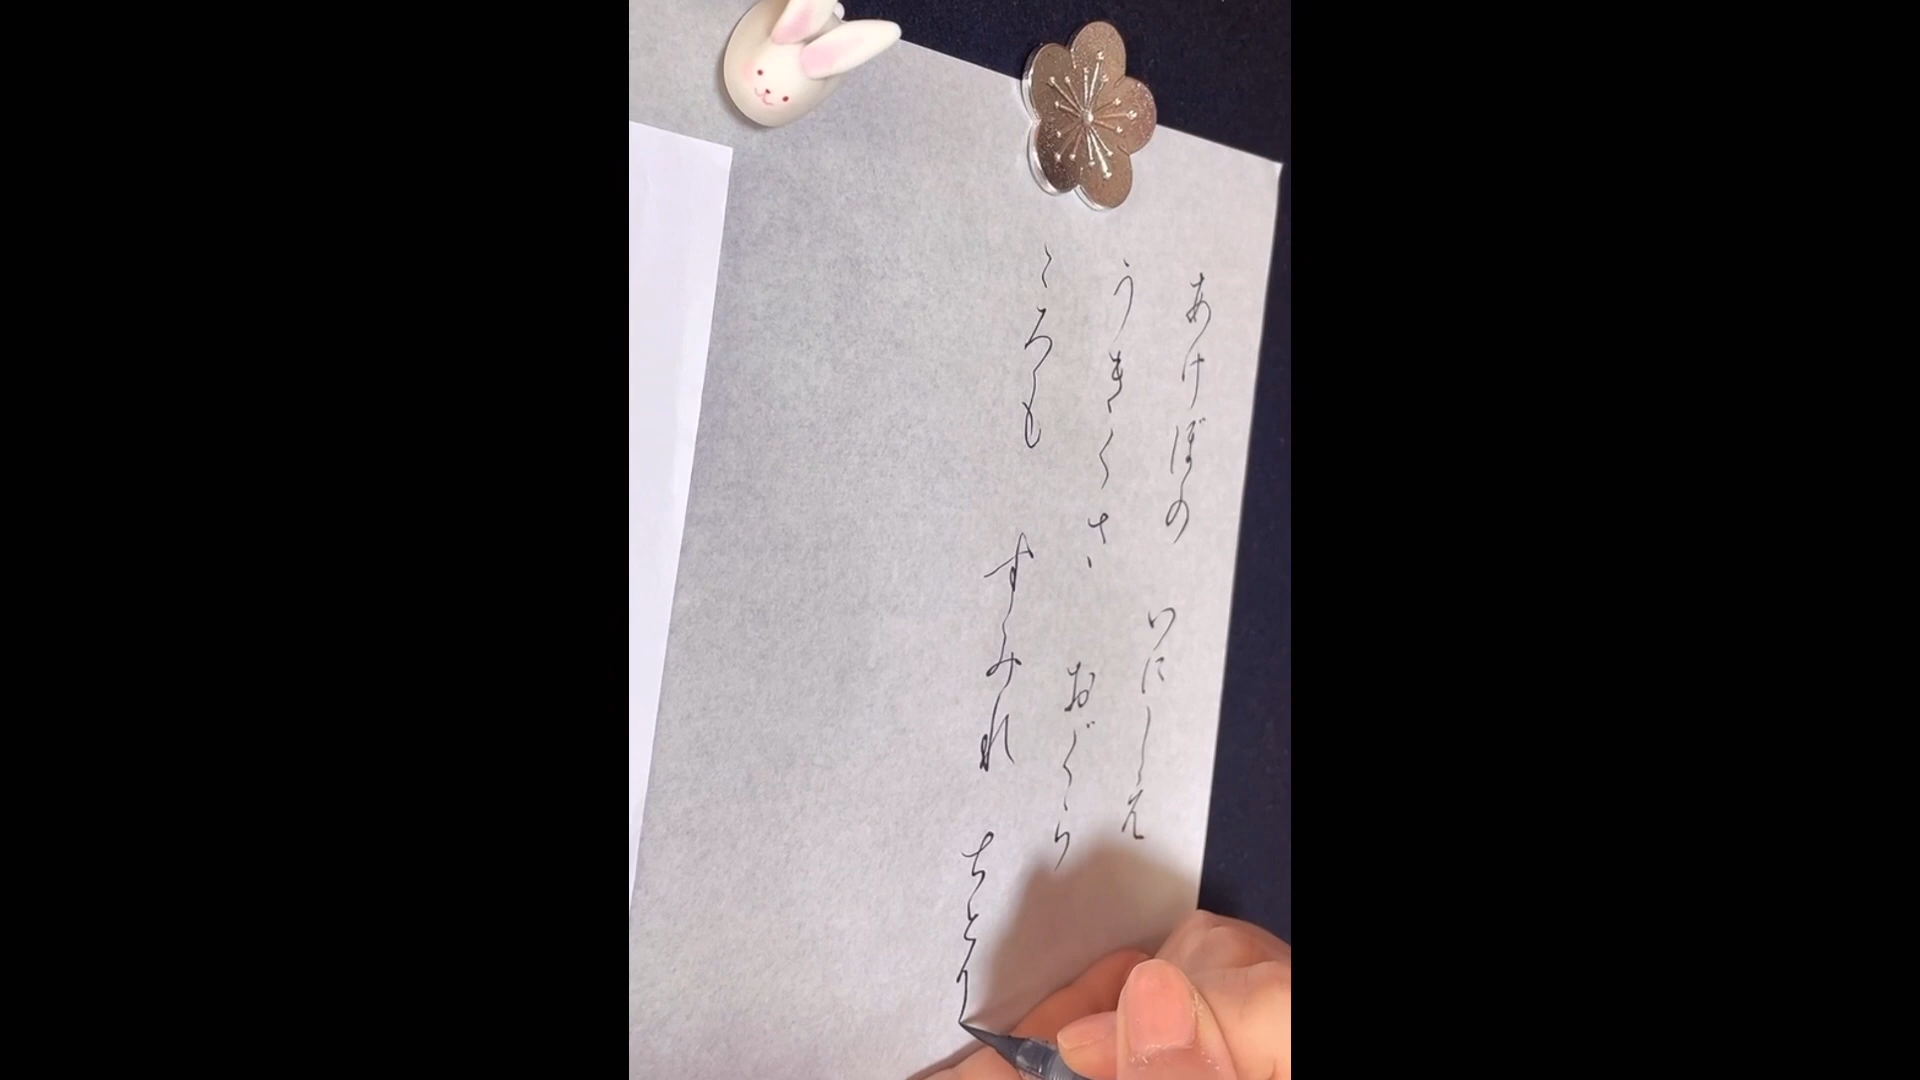 あけぼの いにしえ
うきくさ おぐら
ころも すみれ ちとり